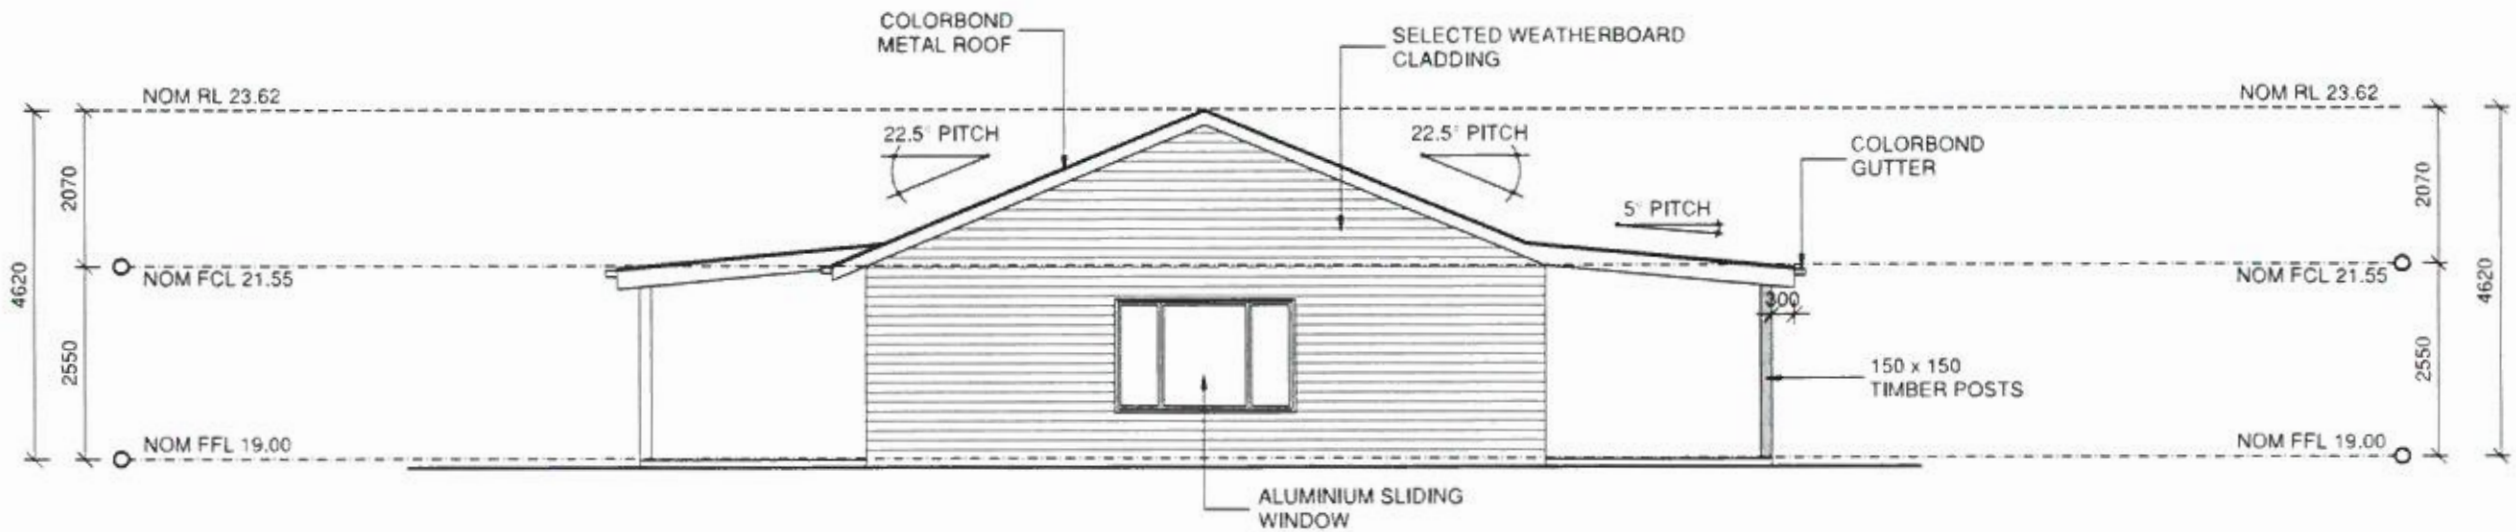 COLORBOND
METAL ROOF
SELECTED WEATHERBOARD
CLADDING
NOM RL 23.62
NOM RL 23.62
22.5° PITCH
22.5° PITCH
COLORBOND
GUTTER
2070
2070
5° PITCH
4620
NOM FCL 21.55
NOM FCL 21.55
4620
300
2550
2550
150 x 150
TIMBER POSTS
NOM FFL 19.00
NOM FFL 19.00
ALUMINIUM SLIDING
WINDOW